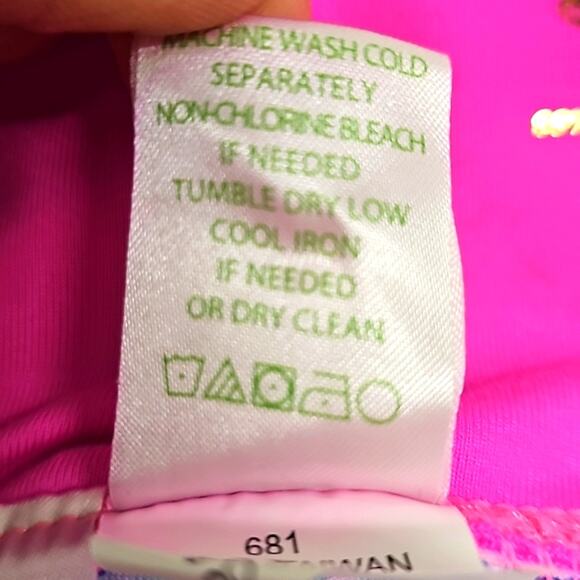 MACHINE WASH COLD
SEPARATELY
NON-CHLORINE BLEACH
IF NEEDED
TUMBLE DRY LOW
COOL IRON
IF NEEDED
OR DRY CLEAN
681
TAIWAN